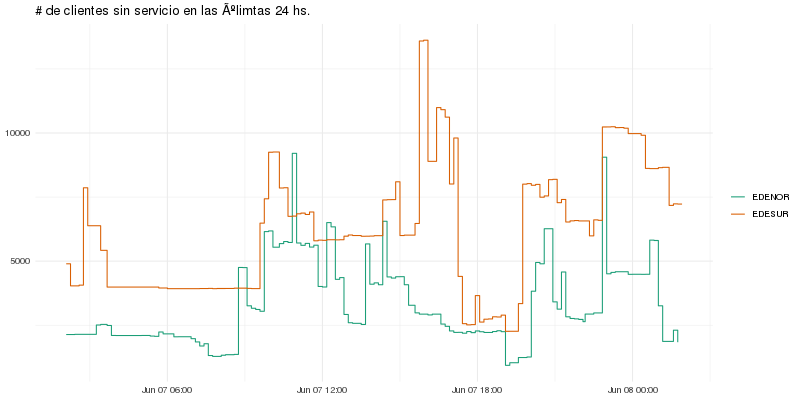 # de clientes sin servicio en las Ãºlimtas 24 hs.
10000
5000
Jun 07 06:00
Jun 07 12:00
Jun 07 18:00
Jun 08 00:00
EDENOR
EDESUR